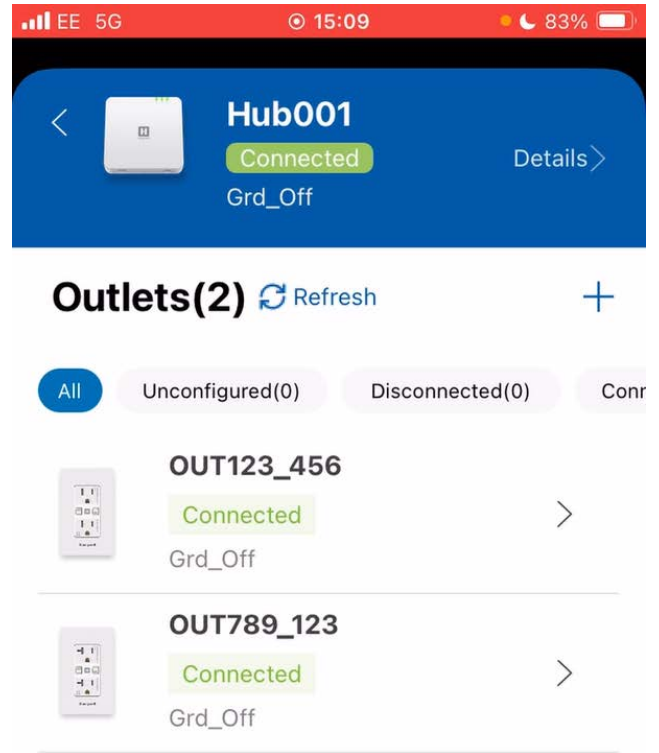 EE 5G 15:09 83%
Hub001
Connected
Details
Grd_Off
Outlets(2) Refresh
All Unconfigured(0) Disconnected(0) Conn
OUT123_456
Connected
Grd_Off
OUT789_123
Connected
Grd_Off